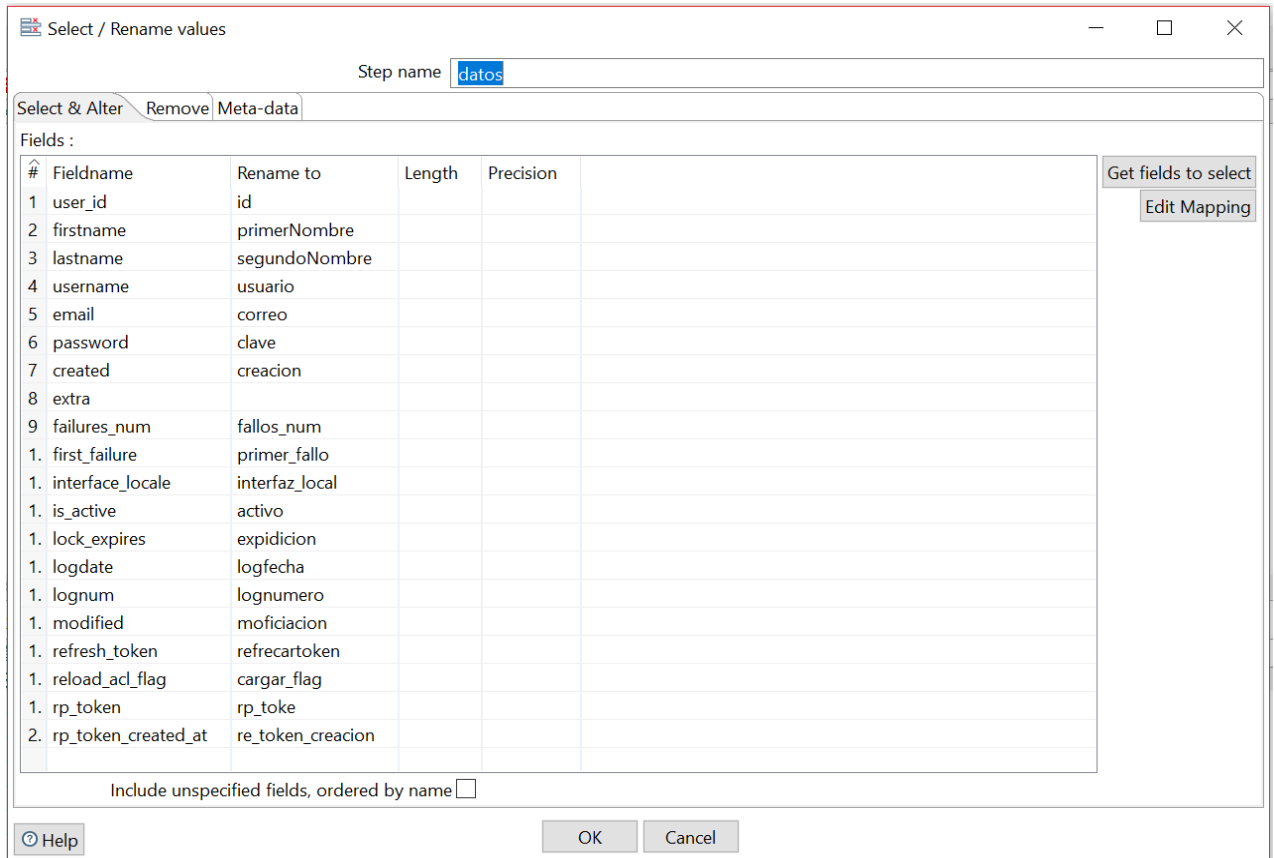 Select / Rename values
Step name datos
Select & Alter Remove Meta-data
Fields :
# Fieldname Rename to Length Precision
Get fields to select
Edit Mapping
1 user_id id
2 firstname primerNombre
3 lastname segundoNombre
4 username usuario
5 email correo
6 password clave
7 created creacion
8 extra
9 failures_num fallos_num
1. first_failure primer_fallo
1. interface_locale interfaz_local
1. is_active activo
1. lock_expires expidicion
1. logdate logfecha
1. lognum lognumero
1. modified moficiacion
1. refresh_token refrecartoken
1. reload_acl_flag cargar_flag
1. rp_token rp_toke
2. rp_token_created_at re_token_creacion
Include unspecified fields, ordered by name
Help OK Cancel